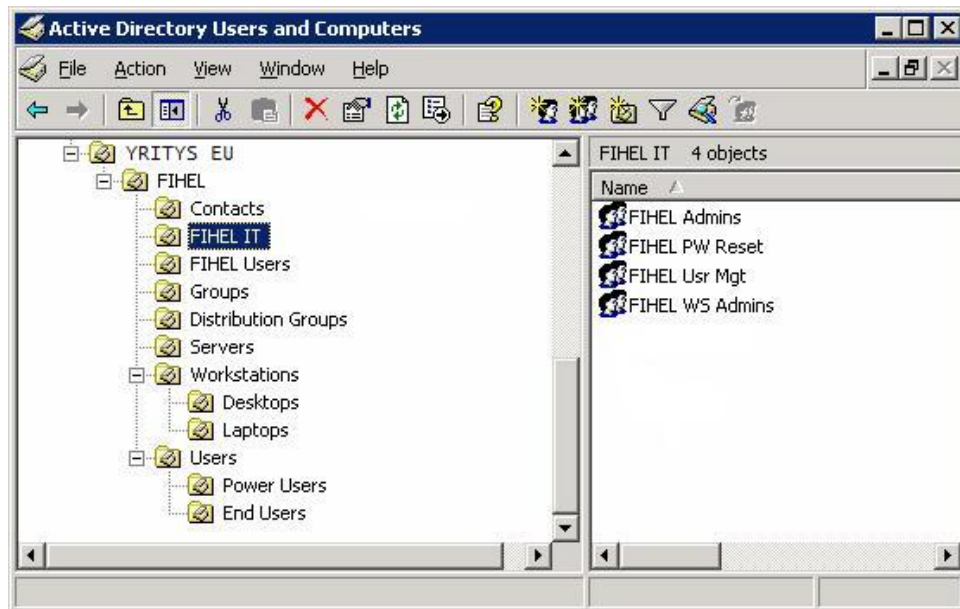 Active Directory Users and Computers
File Action View Window Help
YRITYS EU
FIHEL
Contacts
FIHEL IT
FIHEL Users
Groups
Distribution Groups
Servers
Workstations
Desktops
Laptops
Users
Power Users
End Users
FIHEL IT 4 objects
Name
FIHEL Admins
FIHEL PW Reset
FIHEL Usr Mgt
FIHEL WS Admins